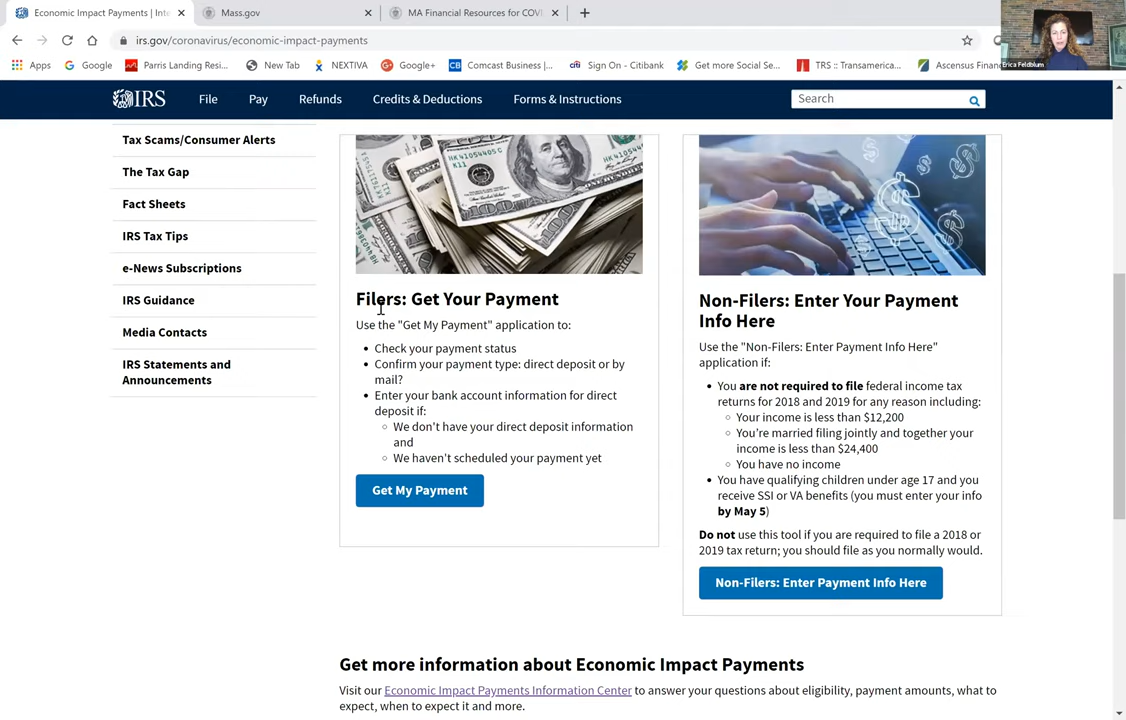 Economic Impact Payments | Inte
Mass.gov
MA Financial Resources for COVI
irs.gov/coronavirus/economic-impact-payments
Apps
Google
Parris Landing Resi...
New Tab
NEXTIVA
Google+
Comcast Business |...
Sign On - Citibank
Get more Social Se...
TRS :: Transamerica...
Ascensus Finan
Erica Feldblum
IRS
File
Pay
Refunds
Credits & Deductions
Forms & Instructions
Search
Tax Scams/Consumer Alerts
The Tax Gap
Fact Sheets
IRS Tax Tips
e-News Subscriptions
IRS Guidance
Media Contacts
IRS Statements and
Announcements
Filers: Get Your Payment
Use the "Get My Payment" application to:
• Check your payment status
• Confirm your payment type: direct deposit or by
mail?
• Enter your bank account information for direct
deposit if:
◦ We don't have your direct deposit information
and
◦ We haven't scheduled your payment yet
Get My Payment
Non-Filers: Enter Your Payment
Info Here
Use the "Non-Filers: Enter Payment Info Here"
application if:
• You are not required to file federal income tax
returns for 2018 and 2019 for any reason including:
◦ Your income is less than $12,200
◦ You're married filing jointly and together your
income is less than $24,400
◦ You have no income
• You have qualifying children under age 17 and you
receive SSI or VA benefits (you must enter your info
by May 5)
Do not use this tool if you are required to file a 2018 or
2019 tax return; you should file as you normally would.
Non-Filers: Enter Payment Info Here
Get more information about Economic Impact Payments
Visit our Economic Impact Payments Information Center to answer your questions about eligibility, payment amounts, what to
expect, when to expect it and more.